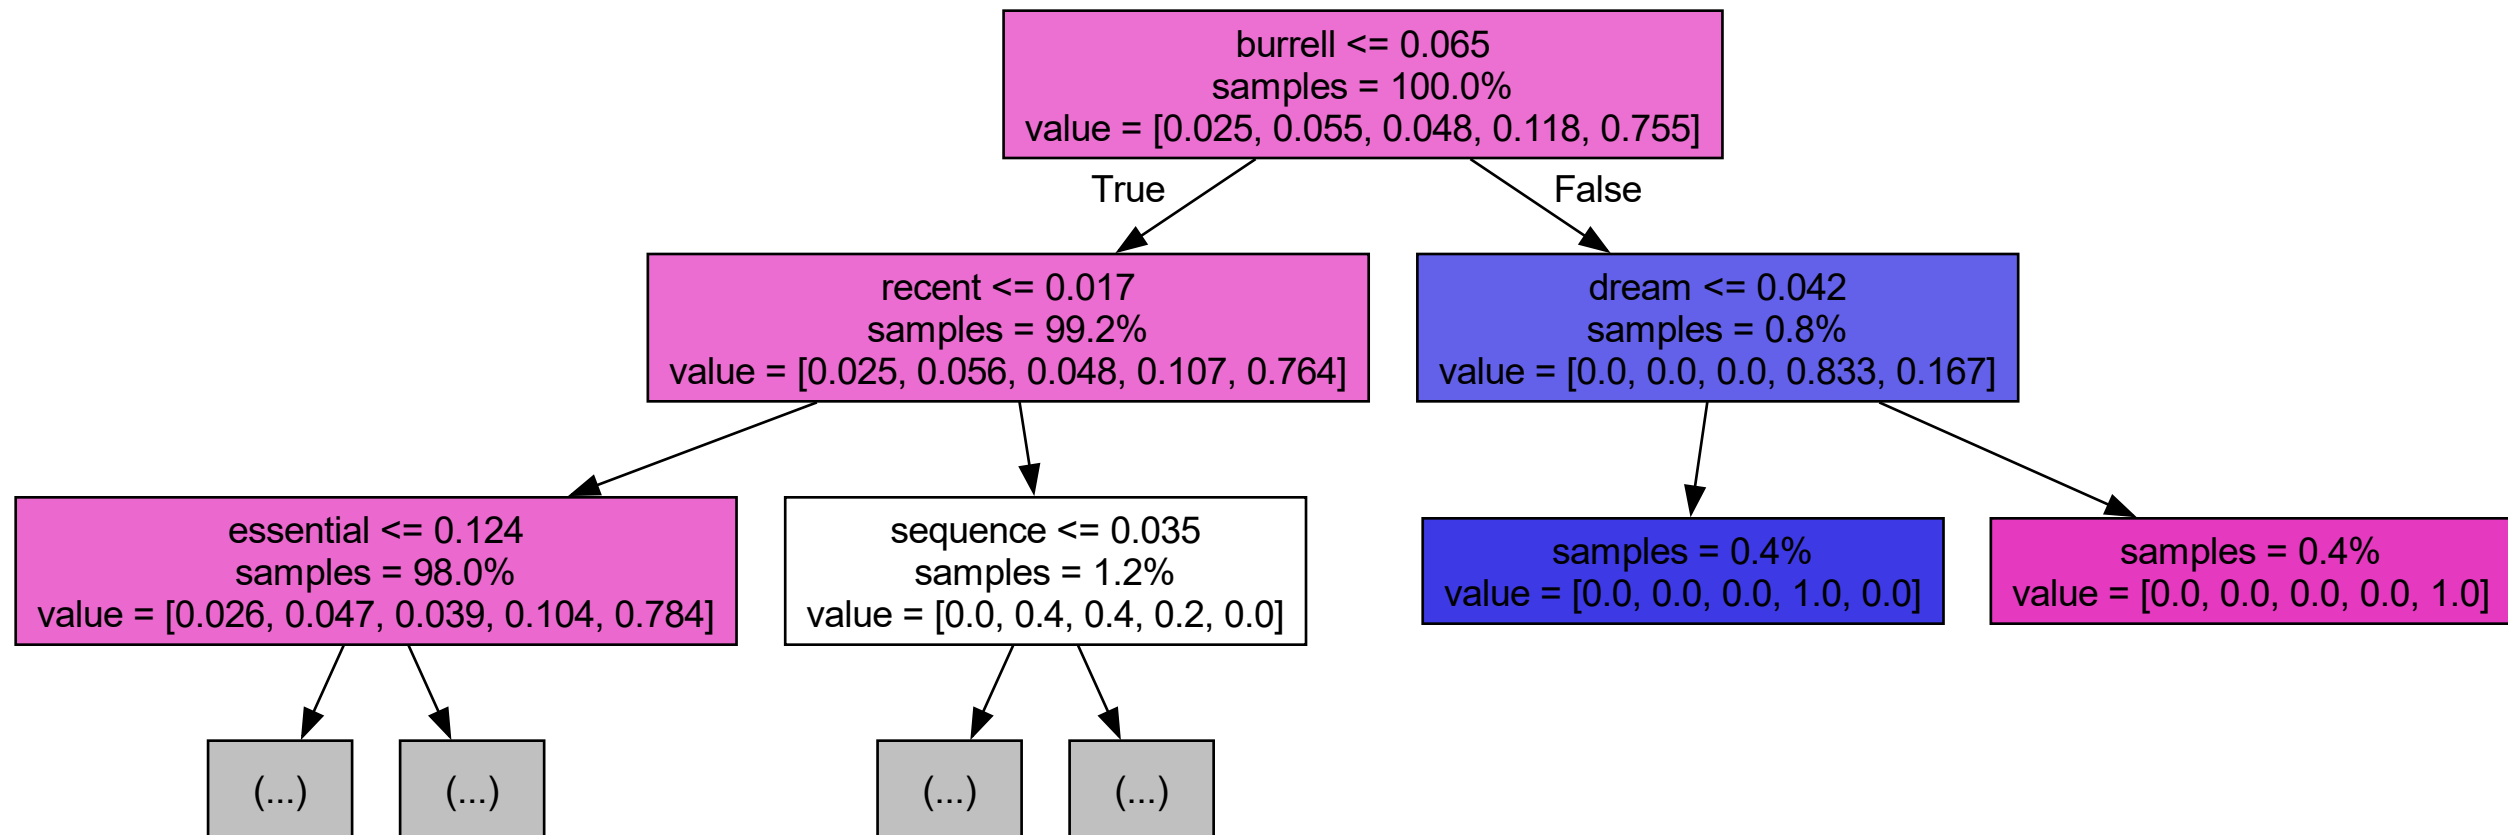 burrell <= 0.065
samples = 100.0%
value = [0.025, 0.055, 0.048, 0.118, 0.755]
True
False
recent <= 0.017
samples = 99.2%
value = [0.025, 0.056, 0.048, 0.107, 0.764]
dream <= 0.042
samples = 0.8%
value = [0.0, 0.0, 0.0, 0.833, 0.167]
essential <= 0.124
samples = 98.0%
value = [0.026, 0.047, 0.039, 0.104, 0.784]
sequence <= 0.035
samples = 1.2%
value = [0.0, 0.4, 0.4, 0.2, 0.0]
samples = 0.4%
value = [0.0, 0.0, 0.0, 1.0, 0.0]
samples = 0.4%
value = [0.0, 0.0, 0.0, 0.0, 1.0]
(...)
(...)
(...)
(...)